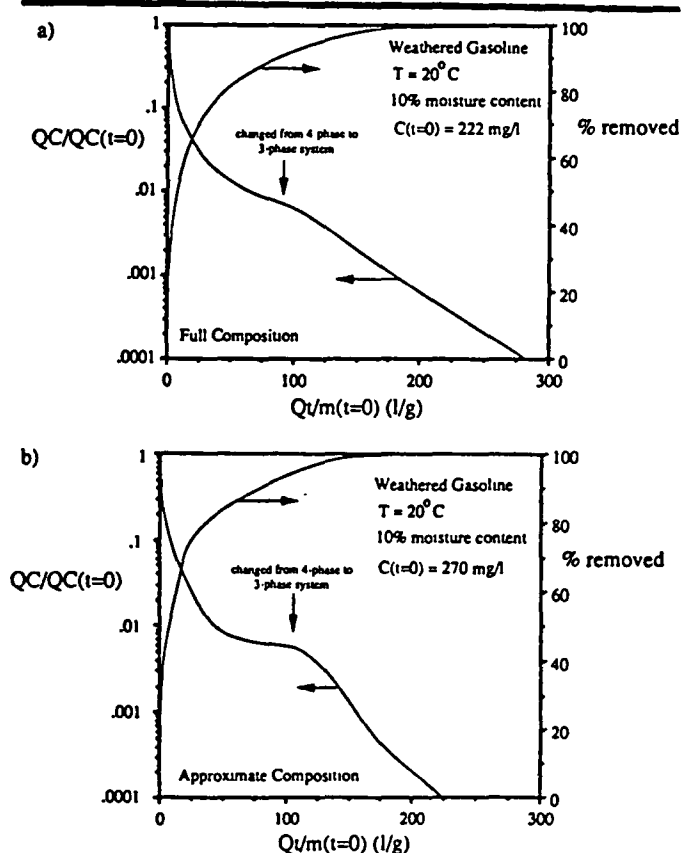 a)
1
.1
.01
.001
.0001
QC/QC(t=0)
Weathered Gasoline
T = 20°C
10% moisture content
C(t=0) = 222 mg/l
changed from 4 phase to
3-phase system
Full Composition
100
80
60
40
20
0
% removed
0
100
200
300
Qt/m(t=0) (l/g)
b)
1
.1
.01
.001
.0001
QC/QC(t=0)
Weathered Gasoline
T = 20°C
10% moisture content
C(t=0) = 270 mg/l
changed from 4-phase to
3-phase system
Approximate Composition
100
80
60
40
20
0
% removed
0
100
200
300
Qt/m(t=0) (l/g)